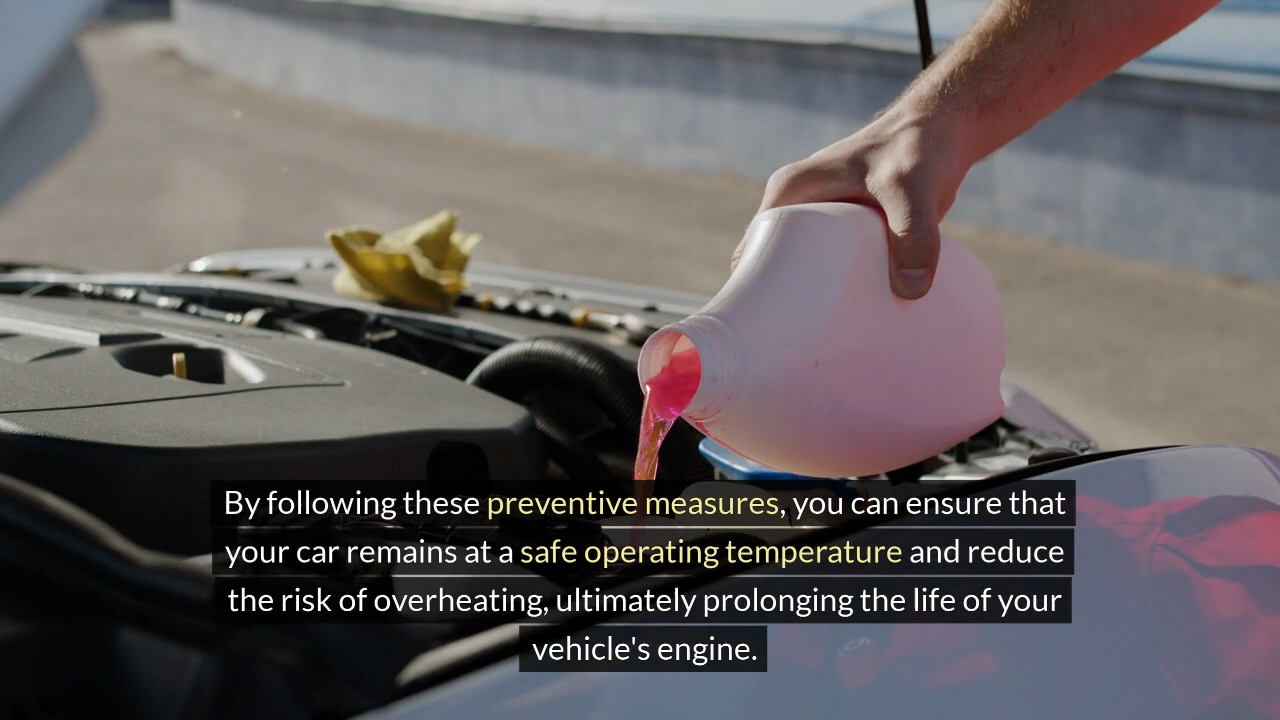 By following these preventive measures, you can ensure that
your car remains at a safe operating temperature and reduce
the risk of overheating, ultimately prolonging the life of your
vehicle's engine.